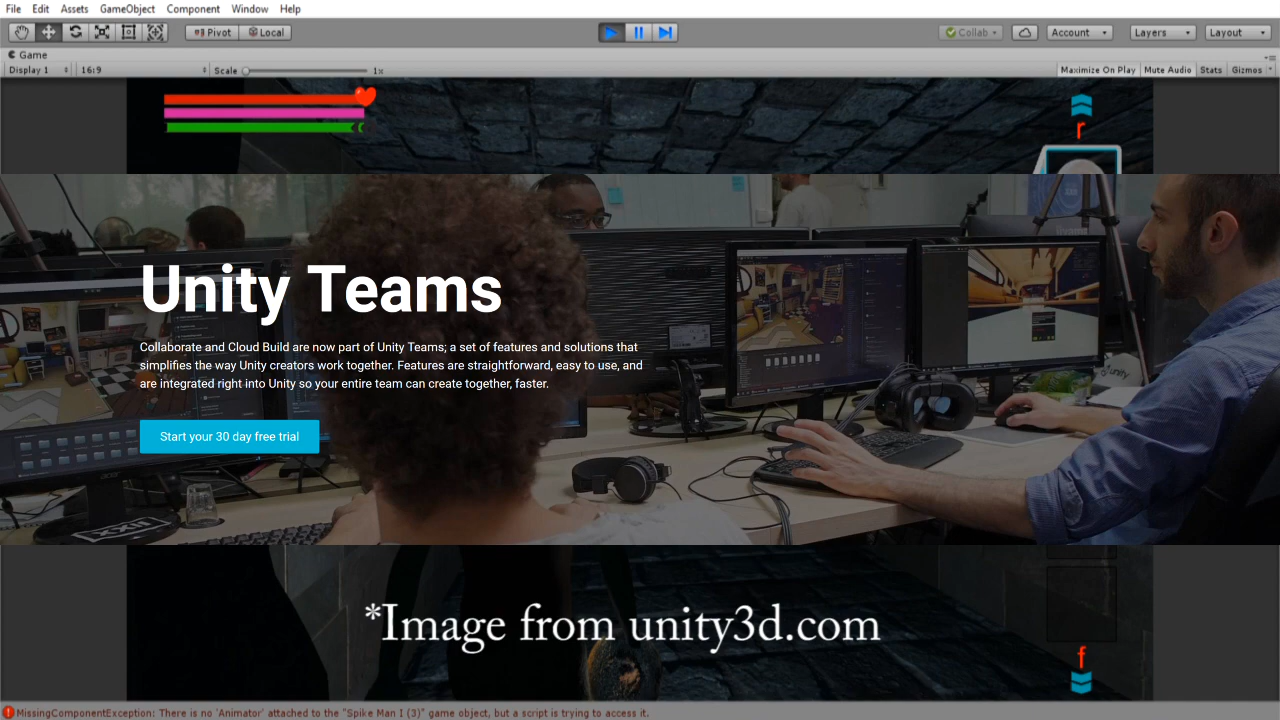 File Edit Assets GameObject Component Window Help
Pivot Local Collab Account Layers Layout
Game
Display 1 16:9 Scale 1x Maximize On Play Mute Audio Stats Gizmos
r
Unity Teams
Collaborate and Cloud Build are now part of Unity Teams; a set of features and solutions that
simplifies the way Unity creators work together. Features are straightforward, easy to use, and
are integrated right into Unity so your entire team can create together, faster.
Start your 30 day free trial
unity
*Image from unity3d.com
f
MissingComponentException: There is no 'Animator' attached to the "Spike Man I (3)" game object, but a script is trying to access it.